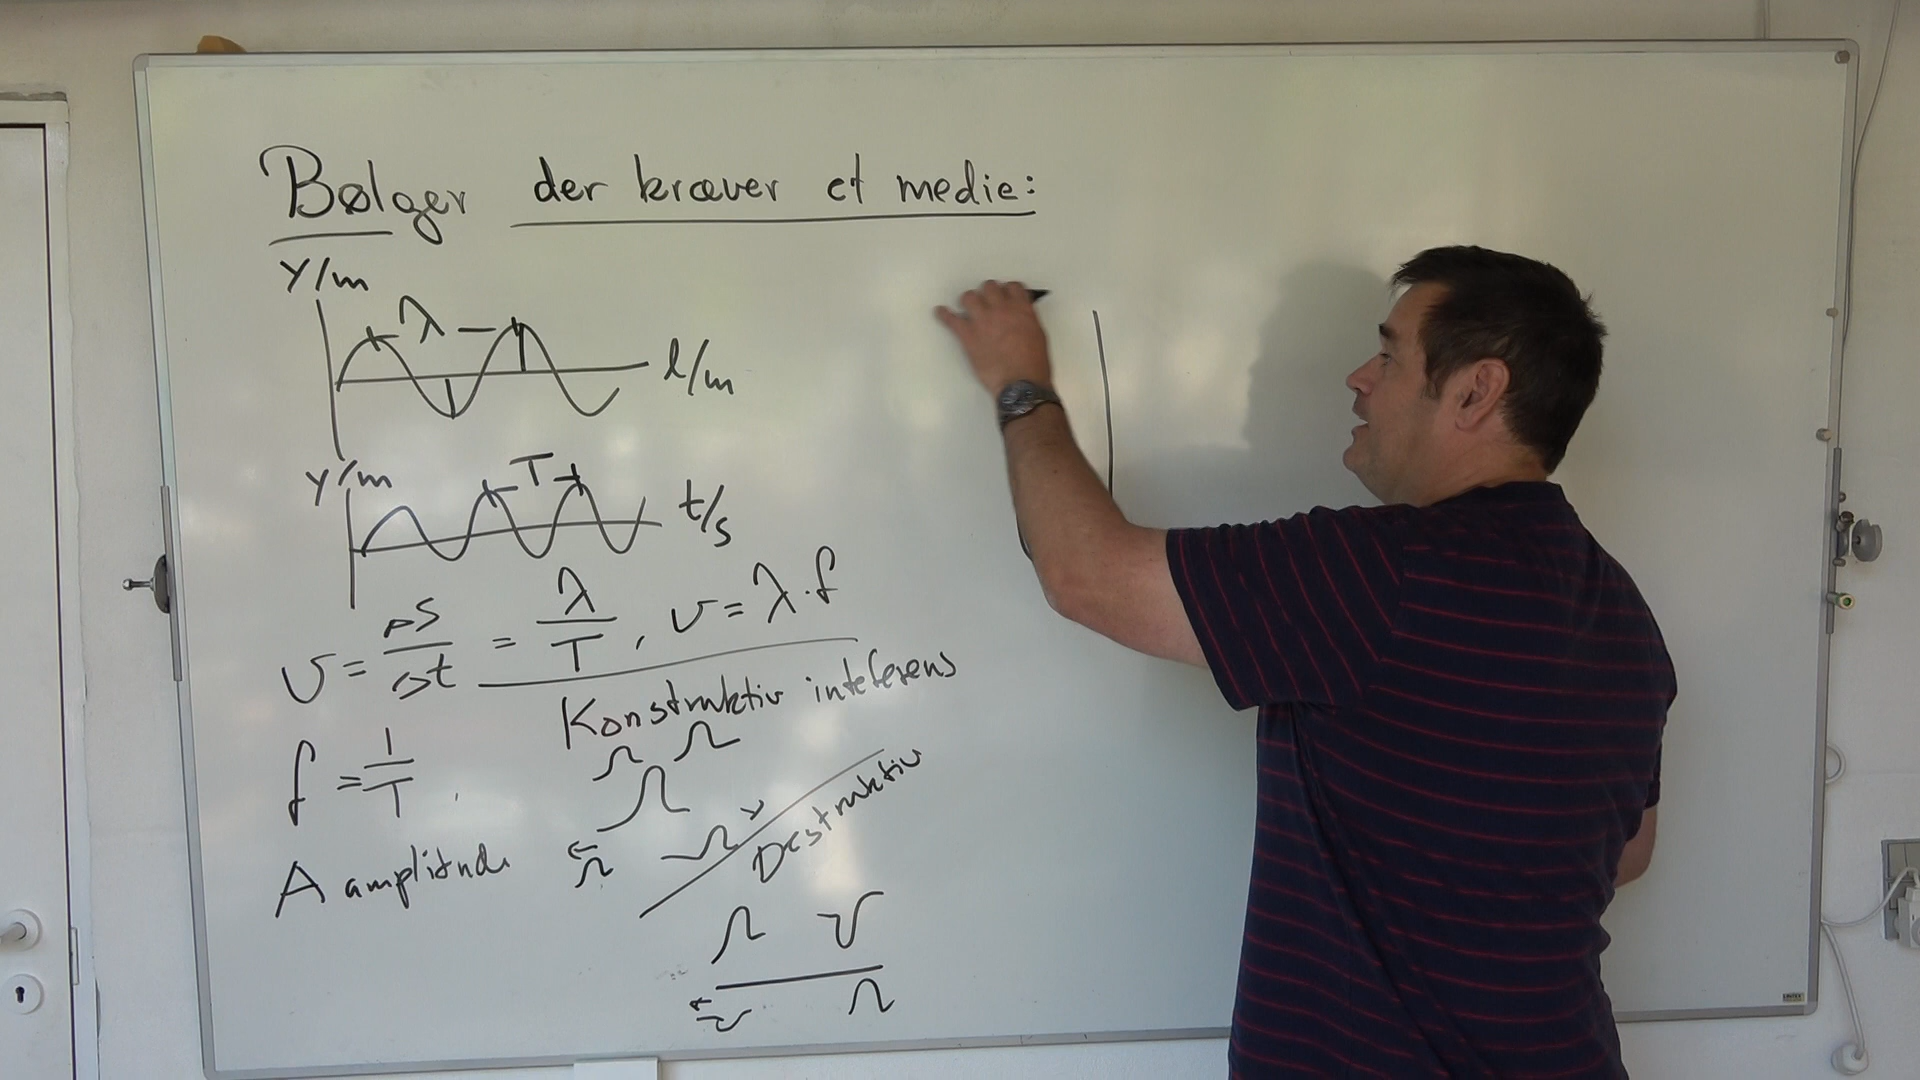 Bølger der kræver et medie:
y/m
λ
l/m
y/m
T
t/s
v = ΔS/Δt = λ/T, v = λ·f
Konstruktiv inteferens
f = 1/T
Destruktiv
A amplitude